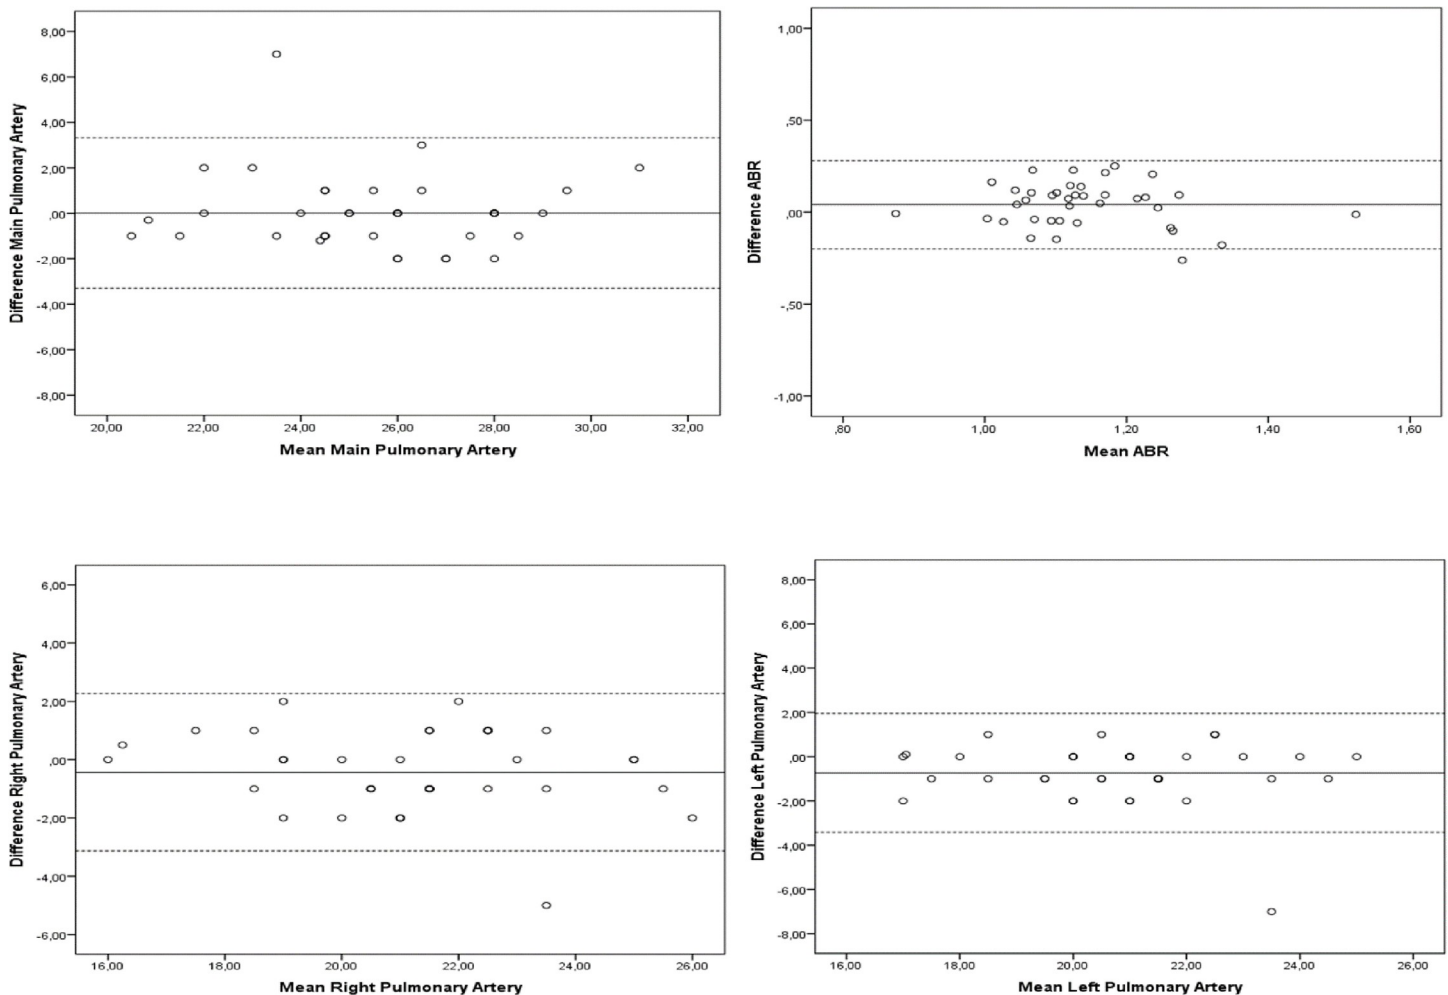 Difference Main Pulmonary Artery
8,00
6,00
4,00
2,00
,00
-2,00
-4,00
-6,00
-8,00
20,00 22,00 24,00 26,00 28,00 30,00 32,00
Mean Main Pulmonary Artery
Difference ABR
1,00
,50
,00
-,50
-1,00
,80 1,00 1,20 1,40 1,60
Mean ABR
Difference Right Pulmonary Artery
6,00
4,00
2,00
,00
-2,00
-4,00
-6,00
16,00 19,00 20,00 22,00 24,00 26,00
Mean Right Pulmonary Artery
Difference Left Pulmonary Artery
8,00
6,00
4,00
2,00
,00
-2,00
-4,00
-6,00
-8,00
16,00 18,00 20,00 22,00 24,00 26,00
Mean Left Pulmonary Artery